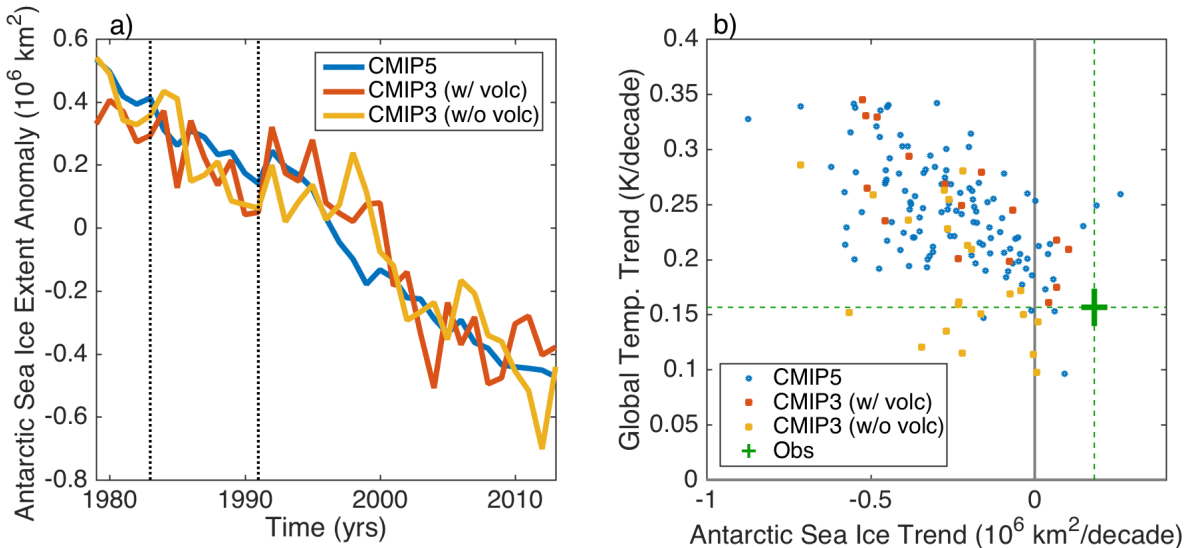 a)
Antarctic Sea Ice Extent Anomaly (10⁶ km²)
0.6
0.4
0.2
0
-0.2
-0.4
-0.6
-0.8
CMIP5
CMIP3 (w/ volc)
CMIP3 (w/o volc)
1980
1990
2000
2010
Time (yrs)
b)
Global Temp. Trend (K/decade)
0.4
0.35
0.3
0.25
0.2
0.15
0.1
0.05
0
CMIP5
CMIP3 (w/ volc)
CMIP3 (w/o volc)
Obs
-1
-0.5
0
Antarctic Sea Ice Trend (10⁶ km²/decade)